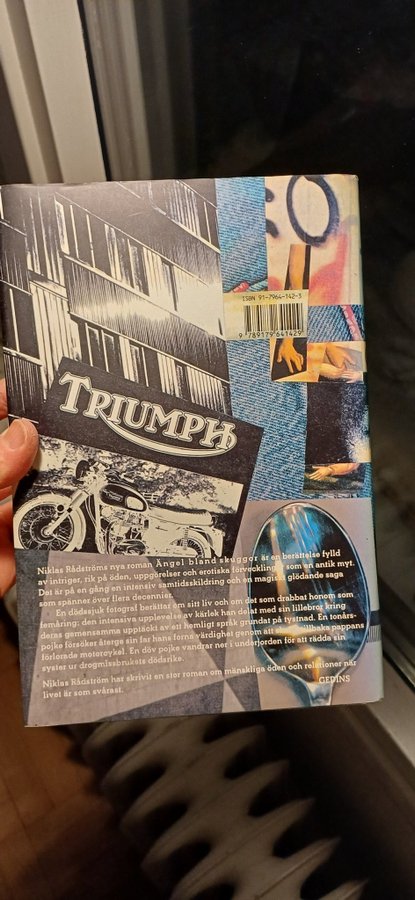 ISBN 91-7964-142-3
9 789179 641429
TRIUMPH
Niklas Rådströms nya roman Ängel bland skuggor är en berättelse fylld
av intriger, rik på öden, uppgörelser och erotiska förvecklingar som en antik myt.
Det är på en gång en intensiv samtidsskildring och en magiskt glödande saga
som spänner över flera decennier.
En dödssjuk fotograf berättar om sitt liv och om det som drabbat honom som
femåring; den intensiva upplevelse av kärlek han delat med sin lillebror kring
deras gemensamma upptäckt av ett hemligt språk grundat på tystnad. En tonårs-
pojke försöker återge sin far hans forna värdighet genom att tillbaka pappans
förlorade motorcykel. En döv pojke vandrar ner i underjorden för att rädda sin
syster ur drogmissbrukets dödsrike.
Niklas Rådström har skrivit en stor roman om mänskliga öden och relationer när
livet är som svårast.
GEDINS